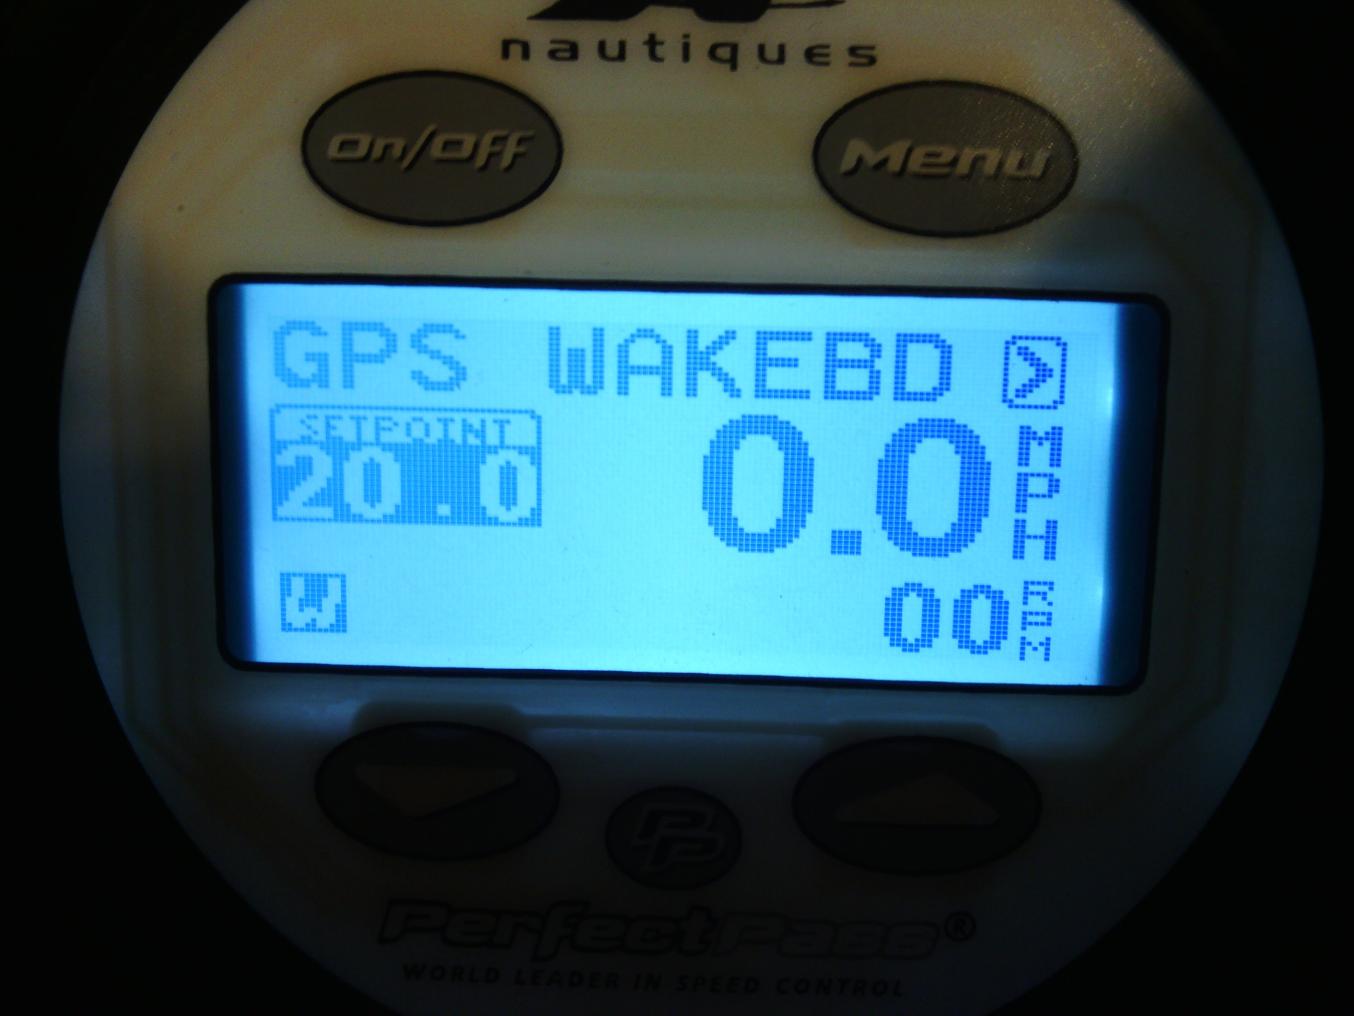 nautiques
On/Off Menu
GPS WAKEBD >
SETPOINT
20.0 0.0 MPH
W 00 RPM
PP
PerfectPass®
WORLD LEADER IN SPEED CONTROL